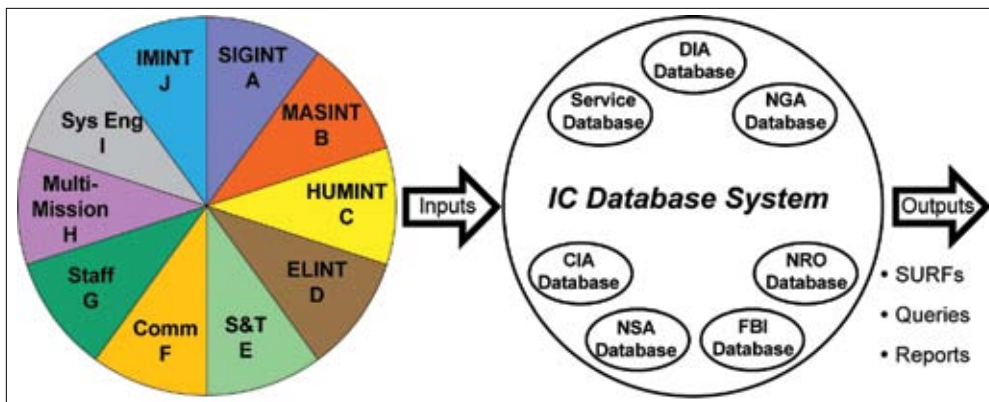 IMINT
J
SIGINT
A
MASINT
B
HUMINT
C
ELINT
D
S&T
E
Comm
F
Staff
G
Multi-
Mission
H
Sys Eng
I
Inputs
DIA
Database
Service
Database
NGA
Database
IC Database System
CIA
Database
NRO
Database
NSA
Database
FBI
Database
Outputs
• SURFs
• Queries
• Reports